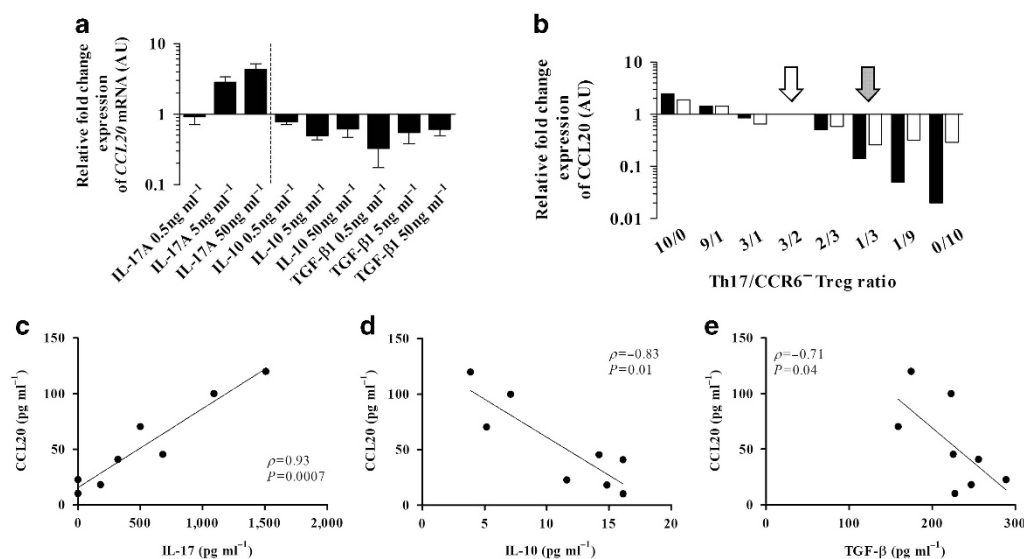 a
Relative fold change
expression
of CCL20 mRNA (AU)
10
1
0.1
IL-17A 0.5ng ml⁻¹
IL-17A 5ng ml⁻¹
IL-17A 50ng ml⁻¹
IL-10 0.5ng ml⁻¹
IL-10 5ng ml⁻¹
IL-10 50ng ml⁻¹
TGF-β1 0.5ng ml⁻¹
TGF-β1 5ng ml⁻¹
TGF-β1 50ng ml⁻¹
b
Relative fold change
expression
of CCL20 (AU)
10
1
0.1
0.01
10/0 9/1 3/1 3/2 2/3 1/3 1/9 0/10
Th17/CCR6⁻ Treg ratio
c
CCL20 (pg ml⁻¹)
150
100
50
0
ρ=0.93
P=0.0007
0 500 1,000 1,500 2,000
IL-17 (pg ml⁻¹)
d
CCL20 (pg ml⁻¹)
150
100
50
0
ρ=−0.83
P=0.01
0 5 10 15 20
IL-10 (pg ml⁻¹)
e
CCL20 (pg ml⁻¹)
150
100
50
0
ρ=−0.71
P=0.04
0 100 200 300
TGF-β (pg ml⁻¹)